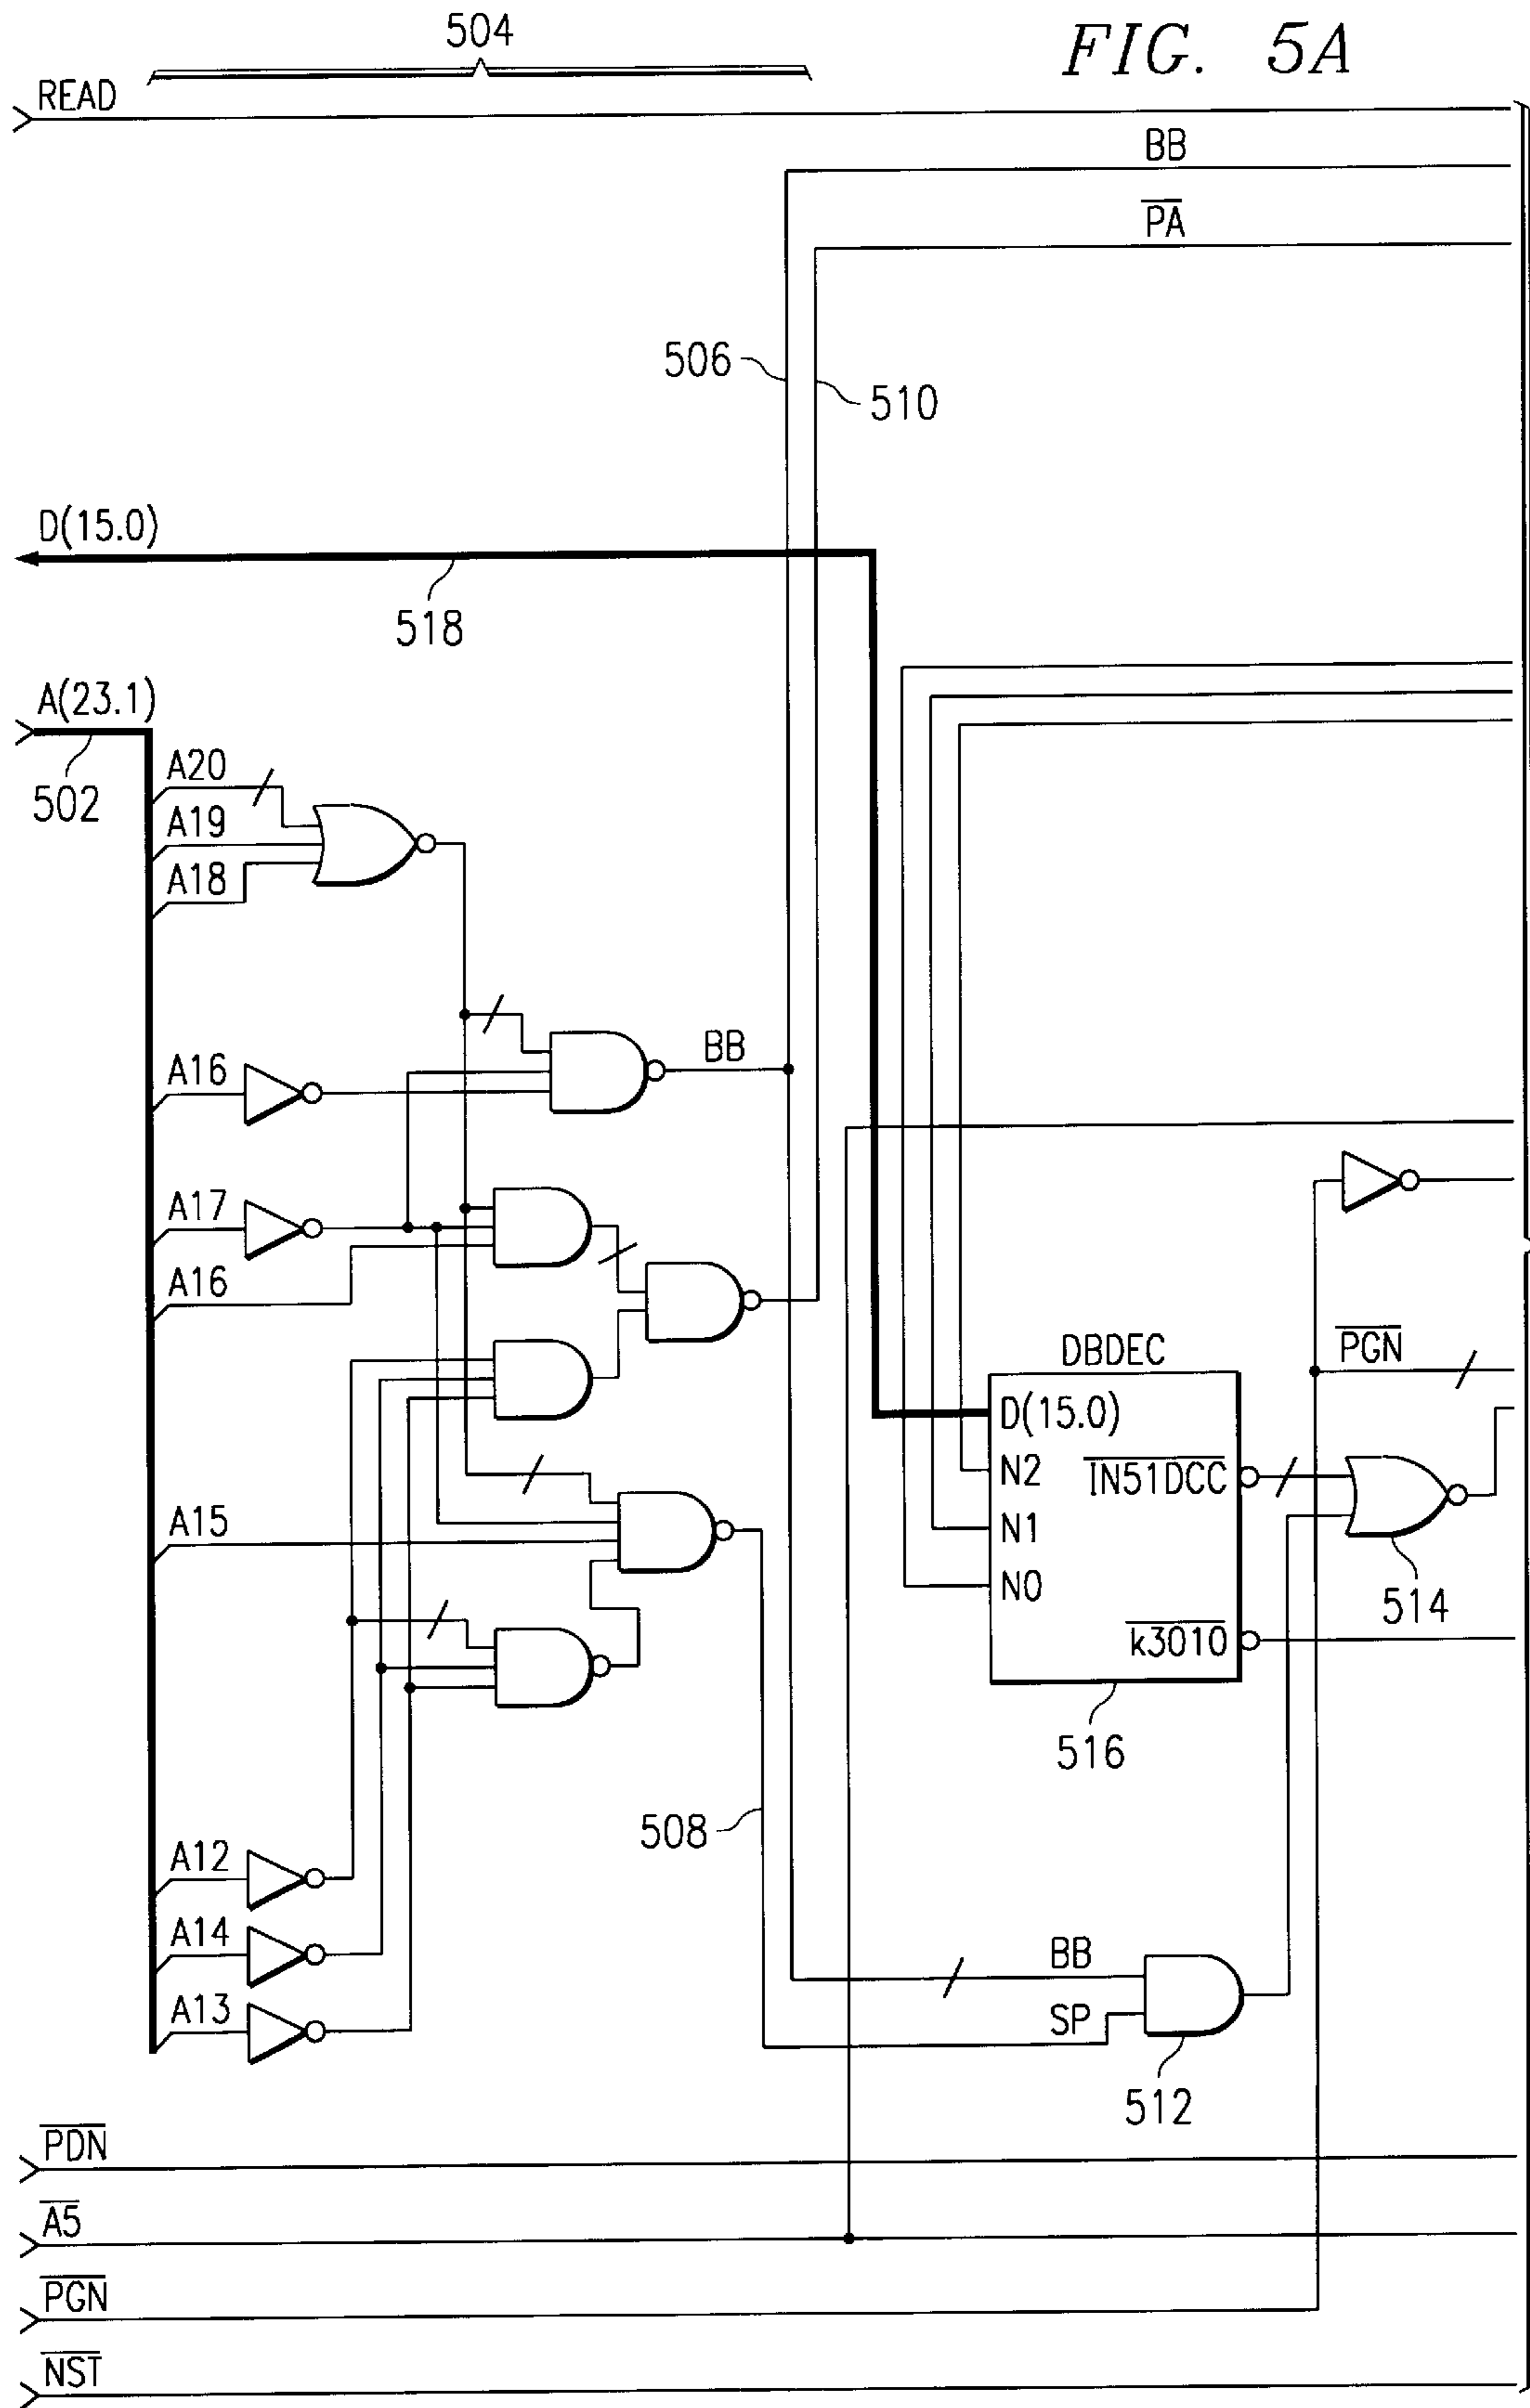 504
FIG. 5A
READ
BB
PA
506
510
D(15.0)
518
A(23.1)
502
A20
A19
A18
A16
BB
A17
A16
PGN
DBDEC
D(15.0)
N2
IN51DCC
N1
N0
k3010
A15
514
516
508
A12
A14
A13
BB
SP
512
PDN
A5
PGN
NST